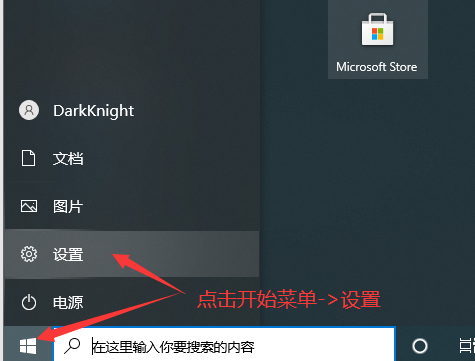 Microsoft Store
DarkKnight
文档
图片
设置
电源
点击开始菜单->设置
在这里输入你要搜索的内容